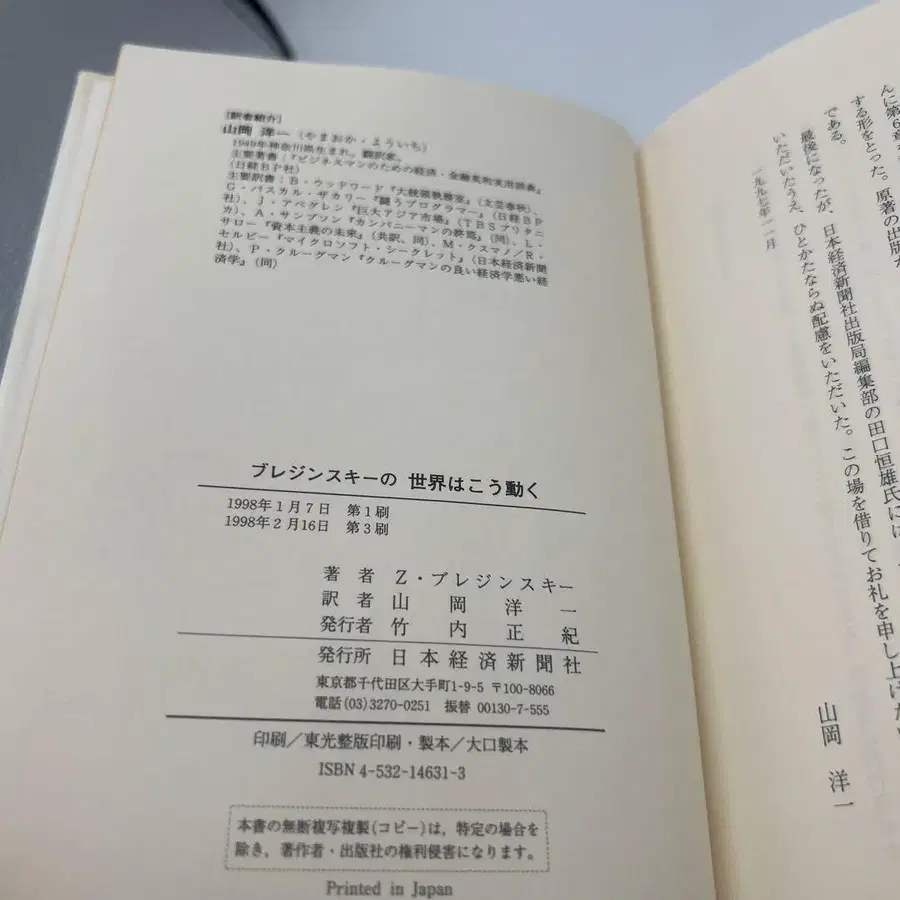 [訳者紹介]
山岡 洋一（やまおか・よういち）
1949年神奈川県生まれ。翻訳家。
主要著書：『ビジネスマンのための経済・金融英和実用辞典』
（日経BP社）
主要訳書：B・ウッドワード『大統領執務室』（文芸春秋）、
G・パスカル・ザカリー『闘うプログラマー』（日経BP
社）、J・アベグレン『巨大アジア市場』（TBSブリタニ
カ）、A・サンプソン『カンパニーマンの終焉』（同）、L・
サロー『資本主義の未来』（共訳、同）、M・クスマノ／R・
セルビー『マイクロソフト・シークレット』（日本経済新聞
社）、P・クルーグマン『クルーグマンの良い経済学悪い経
済学』（同）
ブレジンスキーの 世界はこう動く
1998年1月7日 第1刷
1998年2月16日 第3刷
著者 Z・ブレジンスキー
訳者 山岡洋一
発行者 竹内正紀
発行所 日本経済新聞社
東京都千代田区大手町1-9-5 〒100-8066
電話(03)3270-0251 振替 00130-7-555
印刷／東光整版印刷・製本／大口製本
ISBN 4-532-14631-3
本書の無断複写複製(コピー)は、特定の場合を
除き、著作者・出版社の権利侵害になります。
Printed in Japan
んに第6章
する形をとった。原著の出版が
である。
最後になったが、日本経済新聞社出版局編集部の田口恒雄氏には、
いただいたうえ、ひとかたならぬ配慮をいただいた。この場を借りてお礼を申し上げた
一九九七年一一月
山岡 洋一